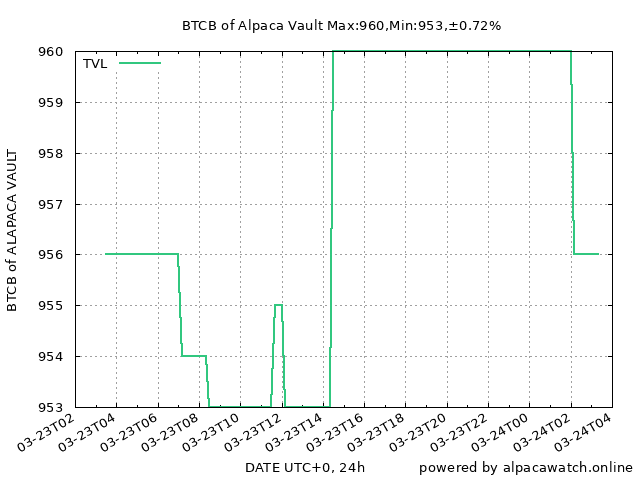 BTCB of Alpaca Vault Max:960,Min:953,±0.72%
TVL
960
959
958
957
956
955
954
953
BTCB of ALAPACA VAULT
03-23T02
03-23T04
03-23T06
03-23T08
03-23T10
03-23T12
03-23T14
03-23T16
03-23T18
03-23T20
03-23T22
03-24T00
03-24T02
03-24T04
DATE UTC+0, 24h
powered by alpacawatch.online